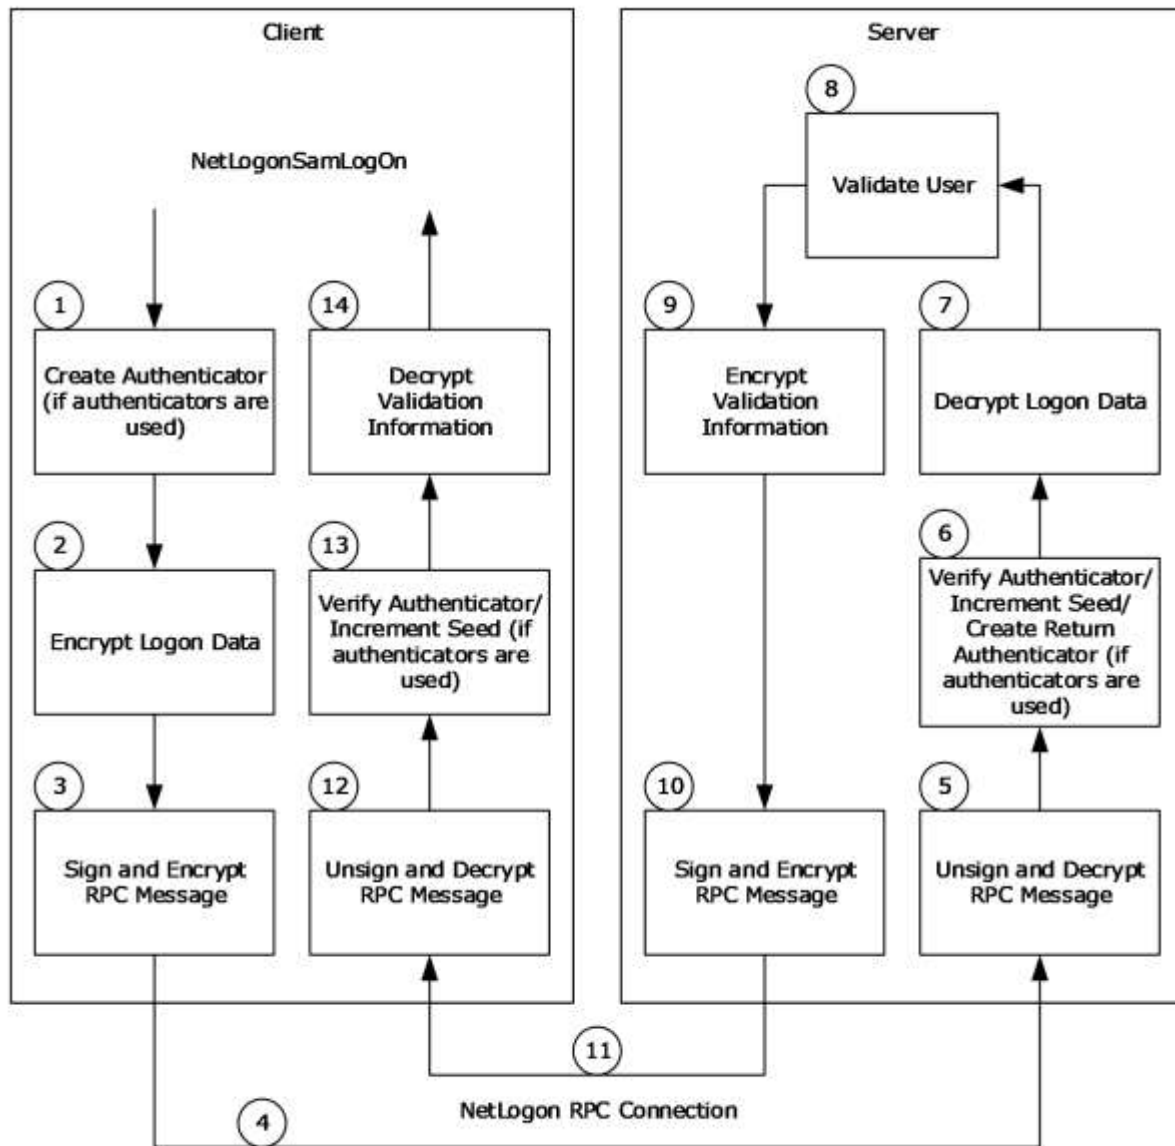 Client
NetLogonSamLogOn
1
Create Authenticator
(if authenticators are
used)
2
Encrypt Logon Data
3
Sign and Encrypt
RPC Message
14
Decrypt
Validation
Information
13
Verify Authenticator/
Increment Seed (if
authenticators are
used)
12
Unsign and Decrypt
RPC Message
Server
8
Validate User
9
Encrypt
Validation
Information
10
Sign and Encrypt
RPC Message
7
Decrypt Logon Data
6
Verify Authenticator/
Increment Seed/
Create Return
Authenticator (if
authenticators are
used)
5
Unsign and Decrypt
RPC Message
11
NetLogon RPC Connection
4